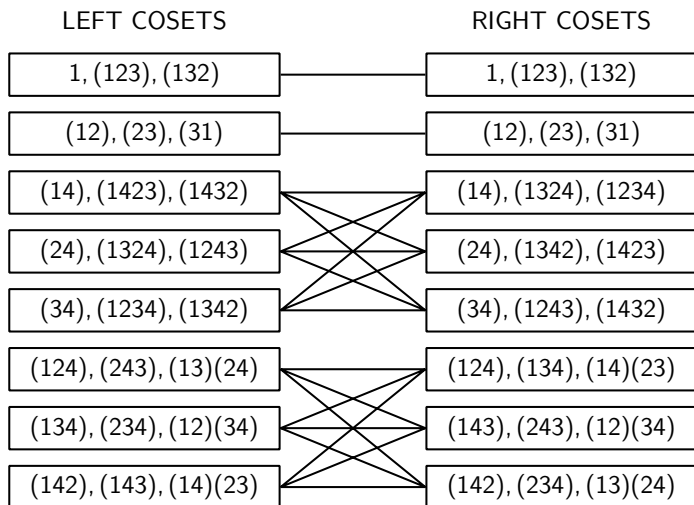 LEFT COSETS RIGHT COSETS
1, (123), (132) 1, (123), (132)
(12), (23), (31) (12), (23), (31)
(14), (1423), (1432) (14), (1324), (1234)
(24), (1324), (1243) (24), (1342), (1423)
(34), (1234), (1342) (34), (1243), (1432)
(124), (243), (13)(24) (124), (134), (14)(23)
(134), (234), (12)(34) (143), (243), (12)(34)
(142), (143), (14)(23) (142), (234), (13)(24)